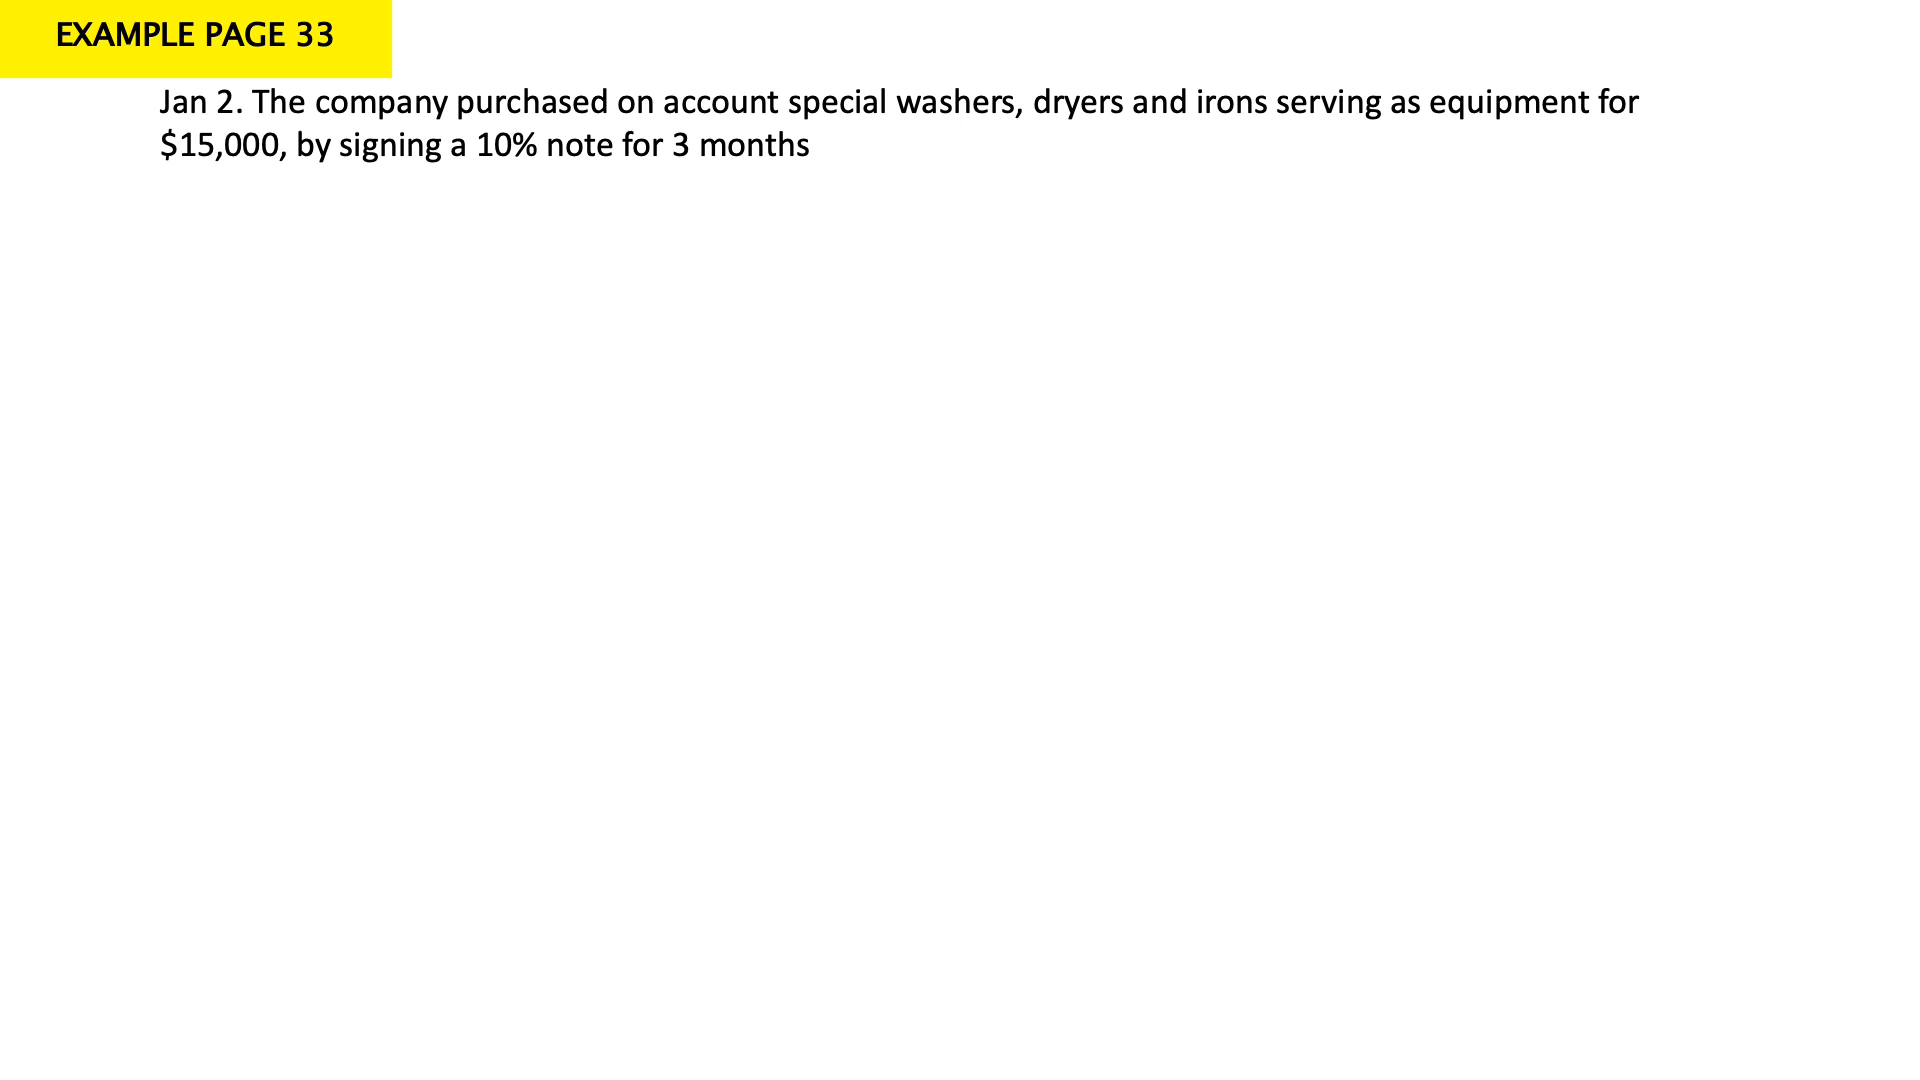 EXAMPLE PAGE 33
Jan 2. The company purchased on account special washers, dryers and irons serving as equipment for
$15,000, by signing a 10% note for 3 months